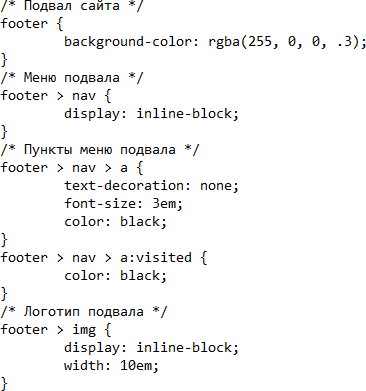 /* Подвал сайта */
footer {
        background-color: rgba(255, 0, 0, .3);
}
/* Меню подвала */
footer > nav {
        display: inline-block;
}
/* Пункты меню подвала */
footer > nav > a {
        text-decoration: none;
        font-size: 3em;
        color: black;
}
footer > nav > a:visited {
        color: black;
}
/* Логотип подвала */
footer > img {
        display: inline-block;
        width: 10em;
}